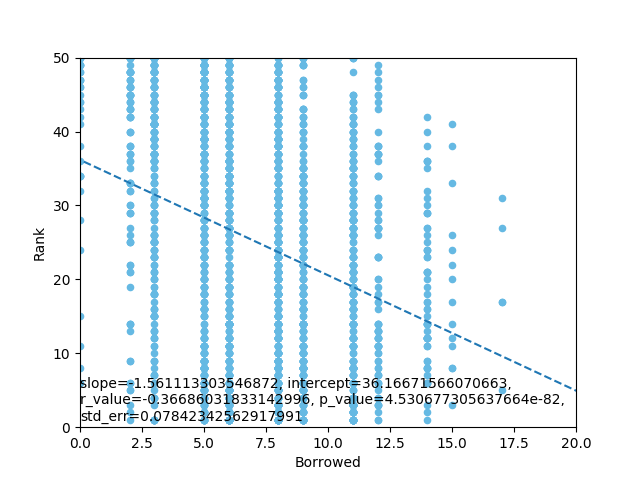 50
40
30
20
10
0
Rank
slope=-1.561113303546872, intercept=36.16671566070663,
r_value=-0.36686031833142996, p_value=4.530677305637664e-82,
std_err=0.07842342562917991
0.0 2.5 5.0 7.5 10.0 12.5 15.0 17.5 20.0
Borrowed